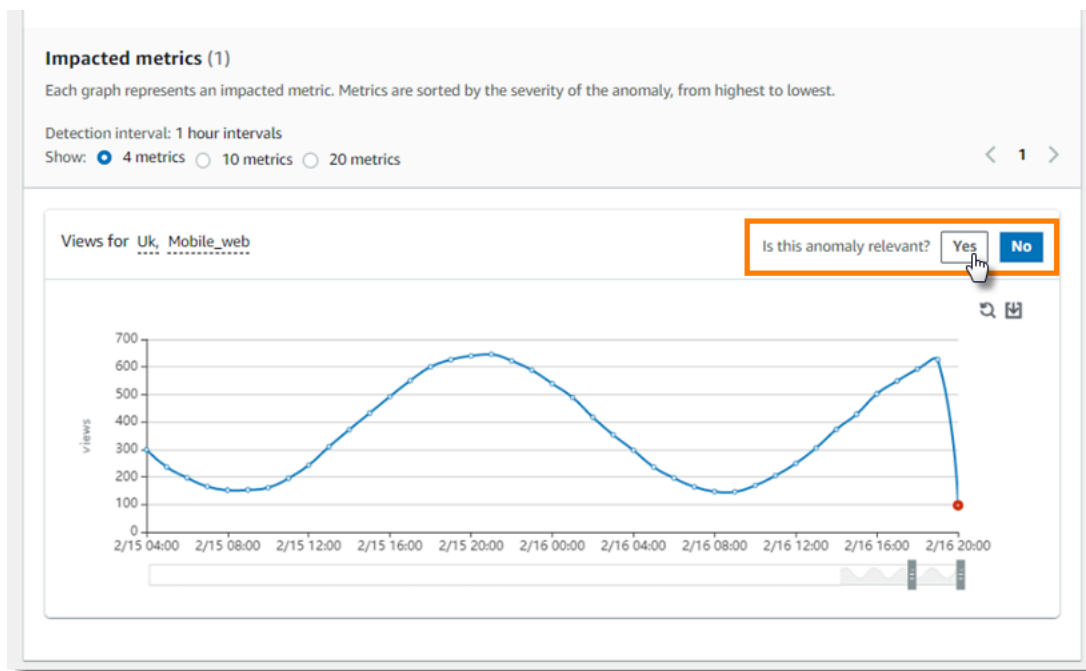 Impacted metrics (1)
Each graph represents an impacted metric. Metrics are sorted by the severity of the anomaly, from highest to lowest.
Detection interval: 1 hour intervals
Show: 4 metrics 10 metrics 20 metrics
< 1 >
Views for Uk, Mobile_web
Is this anomaly relevant? Yes No
700
600
500
400
300
200
100
0
views
2/15 04:00 2/15 08:00 2/15 12:00 2/15 16:00 2/15 20:00 2/16 00:00 2/16 04:00 2/16 08:00 2/16 12:00 2/16 16:00 2/16 20:00